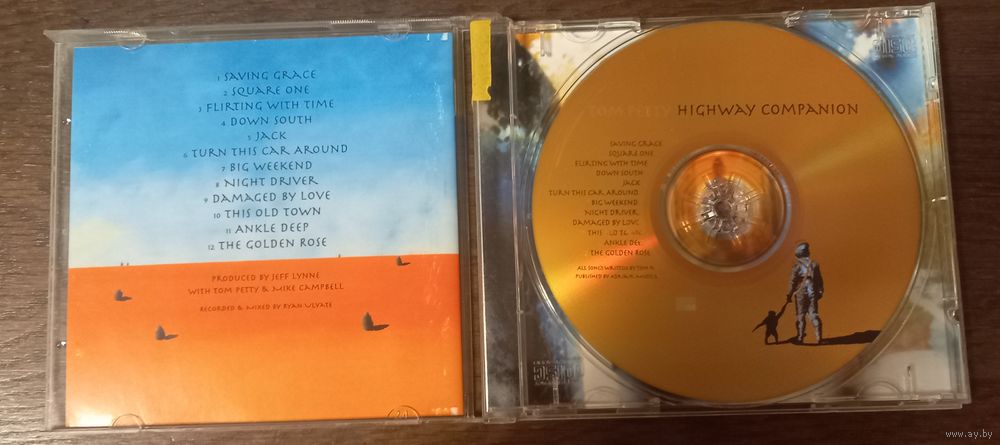 1 SAVING GRACE
2 SQUARE ONE
3 FLIRTING WITH TIME
4 DOWN SOUTH
5 JACK
6 TURN THIS CAR AROUND
7 BIG WEEKEND
8 NIGHT DRIVER
9 DAMAGED BY LOVE
10 THIS OLD TOWN
11 ANKLE DEEP
12 THE GOLDEN ROSE
PRODUCED BY JEFF LYNNE
WITH TOM PETTY & MIKE CAMPBELL
RECORDED & MIXED BY RYAN ULYATE
TOM PETTY HIGHWAY COMPANION
SAVING GRACE
SQUARE ONE
FLIRTING WITH TIME
DOWN SOUTH
JACK
TURN THIS CAR AROUND
BIG WEEKEND
NIGHT DRIVER
DAMAGED BY LOVE
THIS
ANKLE
THE GOLDEN ROSE
ALL SONGS WRITTEN BY TOM
PUBLISHED BY
www.ay.by